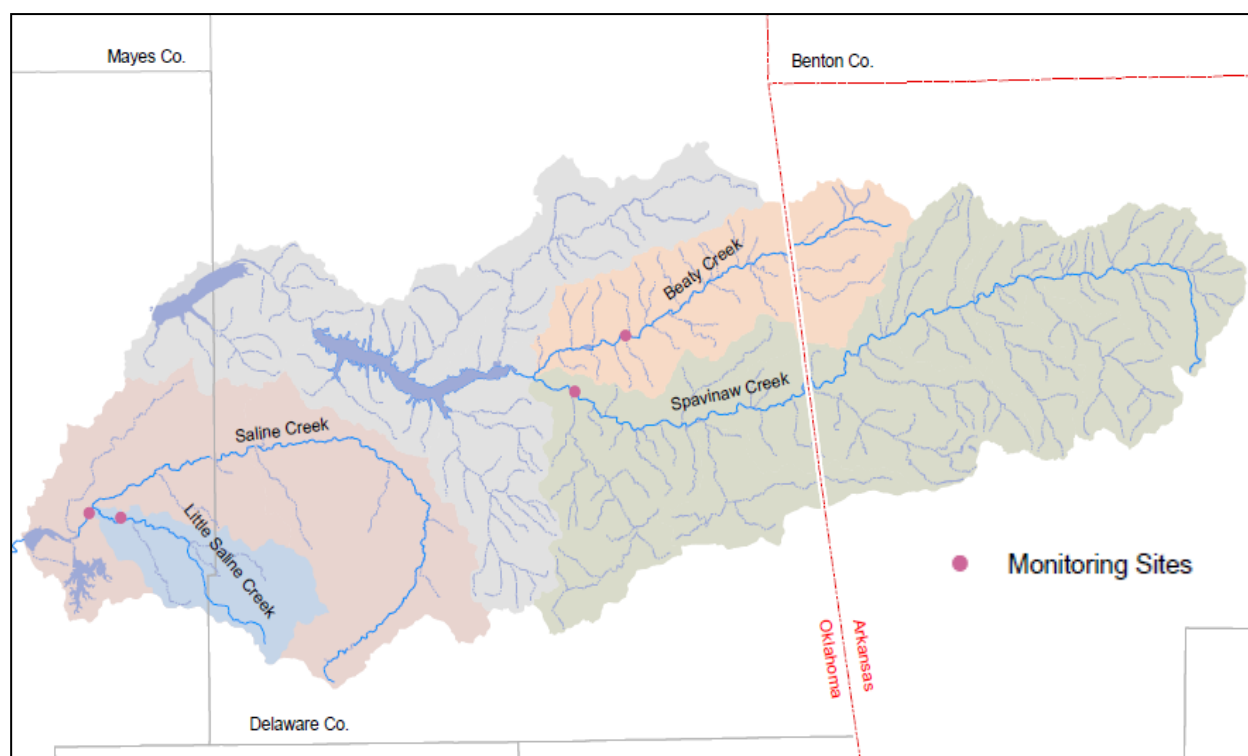 Mayes Co.
Benton Co.
Beaty Creek
Spavinaw Creek
Saline Creek
Little Saline Creek
Monitoring Sites
Oklahoma
Arkansas
Delaware Co.